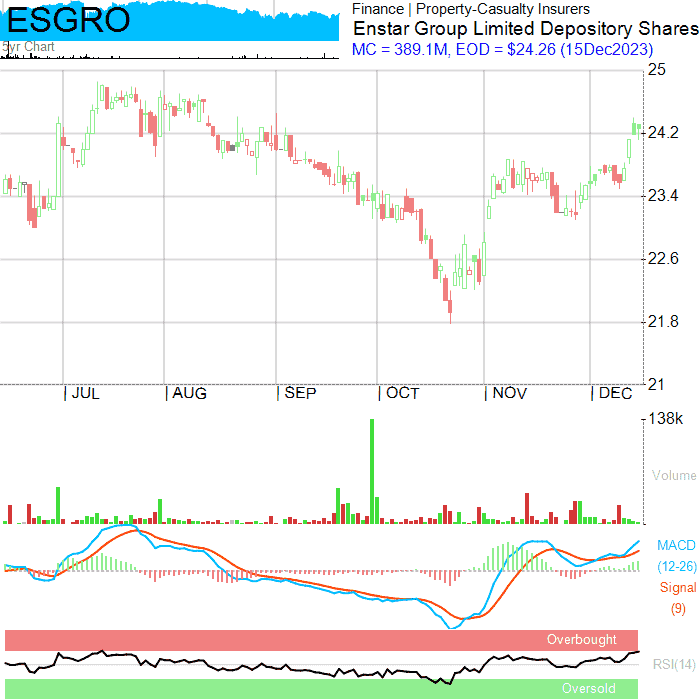 ESGRO
5yr Chart
Finance | Property-Casualty Insurers
Enstar Group Limited Depository Shares
MC = 389.1M, EOD = $24.26 (15Dec2023)
25
24.2
23.4
22.6
21.8
21
| JUL | AUG | SEP | OCT | NOV | DEC
138k
Volume
MACD
(12-26)
Signal
(9)
Overbought
RSI(14)
Oversold